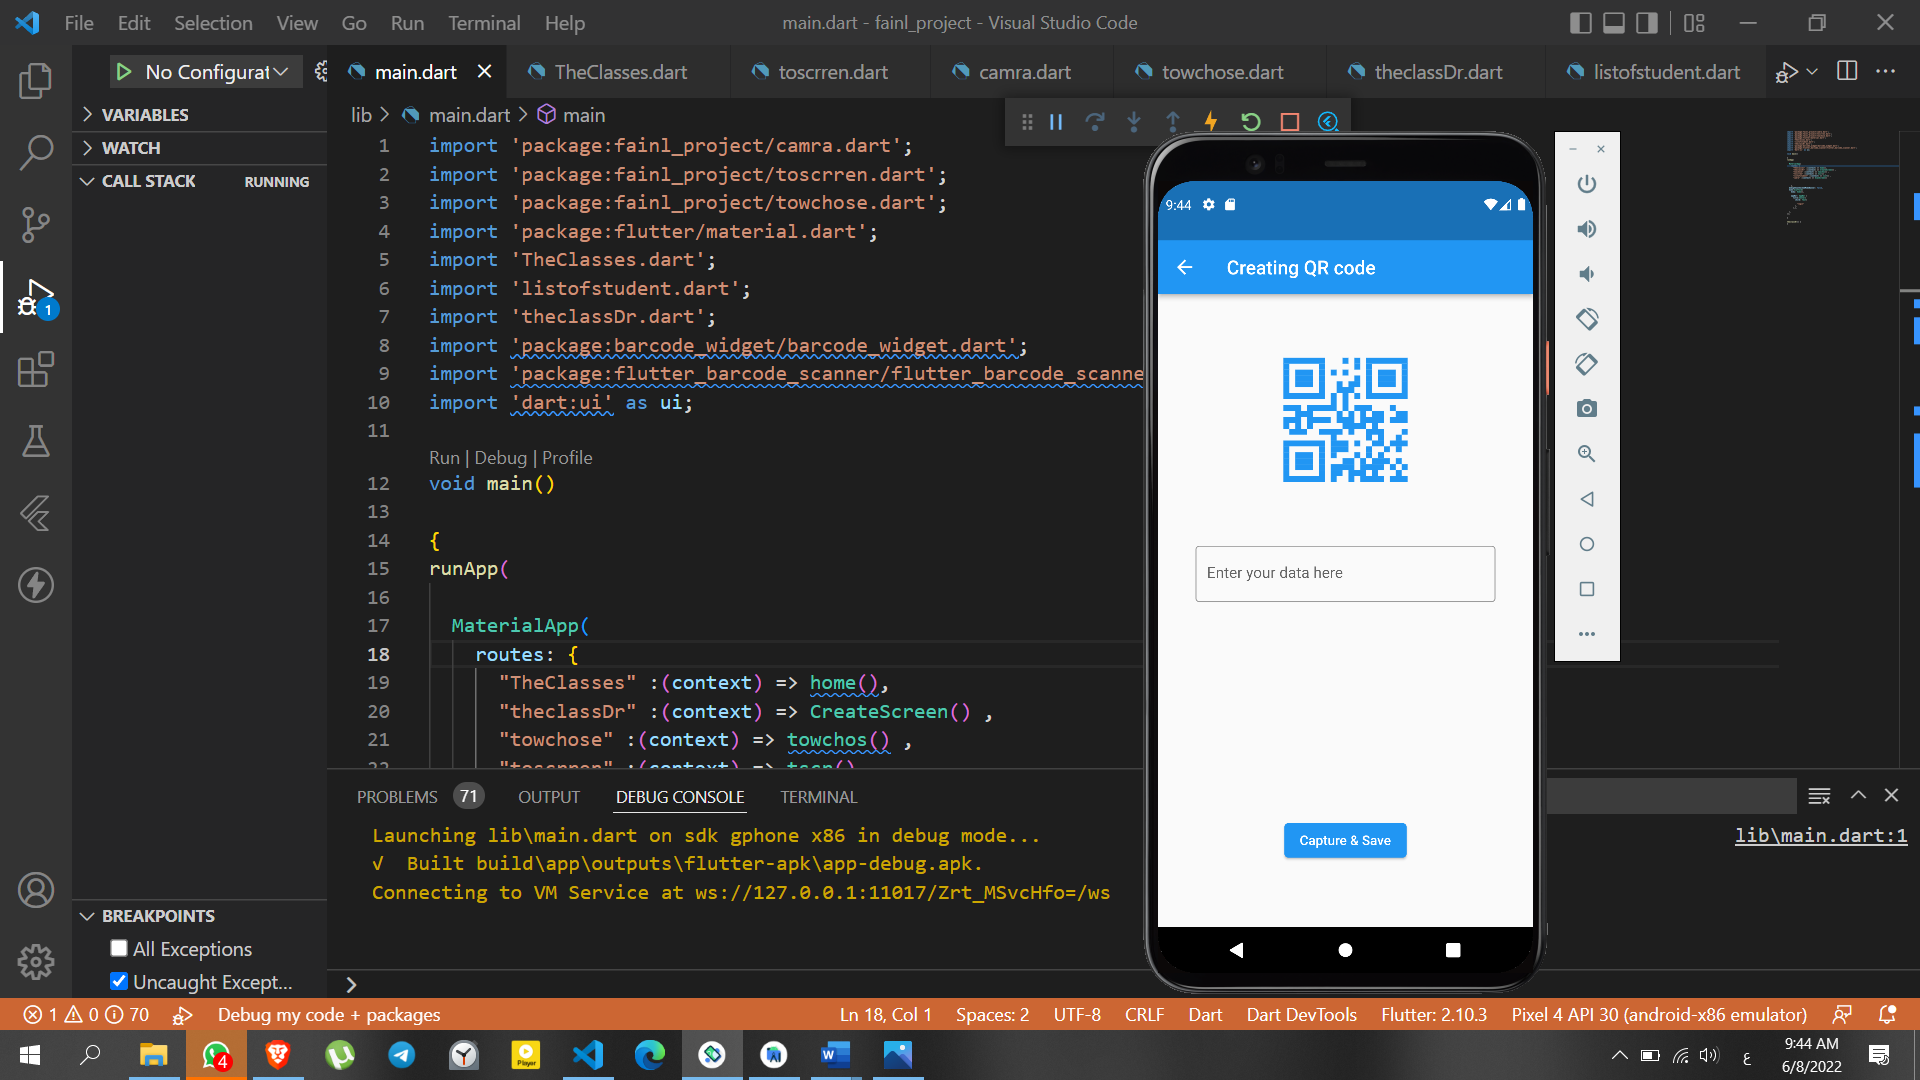 File Edit Selection View Go Run Terminal Help
main.dart - fainl_project - Visual Studio Code
No Configurat
main.dart
TheClasses.dart
toscrren.dart
camra.dart
towchose.dart
theclassDr.dart
listofstudent.dart
VARIABLES
WATCH
CALL STACK RUNNING
1
lib > main.dart > main
1 import 'package:fainl_project/camra.dart';
2 import 'package:fainl_project/toscrren.dart';
3 import 'package:fainl_project/towchose.dart';
4 import 'package:flutter/material.dart';
5 import 'TheClasses.dart';
6 import 'listofstudent.dart';
7 import 'theclassDr.dart';
8 import 'package:barcode_widget/barcode_widget.dart';
9 import 'package:flutter_barcode_scanner/flutter_barcode_scanne
10 import 'dart:ui' as ui;
11
Run | Debug | Profile
12 void main()
13
14 {
15 runApp(
16
17 MaterialApp(
18 routes: {
19 "TheClasses" :(context) => home(),
20 "theclassDr" :(context) => CreateScreen() ,
21 "towchose" :(context) => towchos() ,
22 "toscrren" :(context) => tscr()
9:44
Creating QR code
Enter your data here
Capture & Save
PROBLEMS 71 OUTPUT DEBUG CONSOLE TERMINAL
Launching lib\main.dart on sdk gphone x86 in debug mode...
lib\main.dart:1
√ Built build\app\outputs\flutter-apk\app-debug.apk.
Connecting to VM Service at ws://127.0.0.1:11017/Zrt_MSvcHfo=/ws
BREAKPOINTS
All Exceptions
Uncaught Except...
1 0 70 Debug my code + packages
Ln 18, Col 1 Spaces: 2 UTF-8 CRLF Dart Dart DevTools Flutter: 2.10.3 Pixel 4 API 30 (android-x86 emulator)
4
Player
ع
9:44 AM
6/8/2022